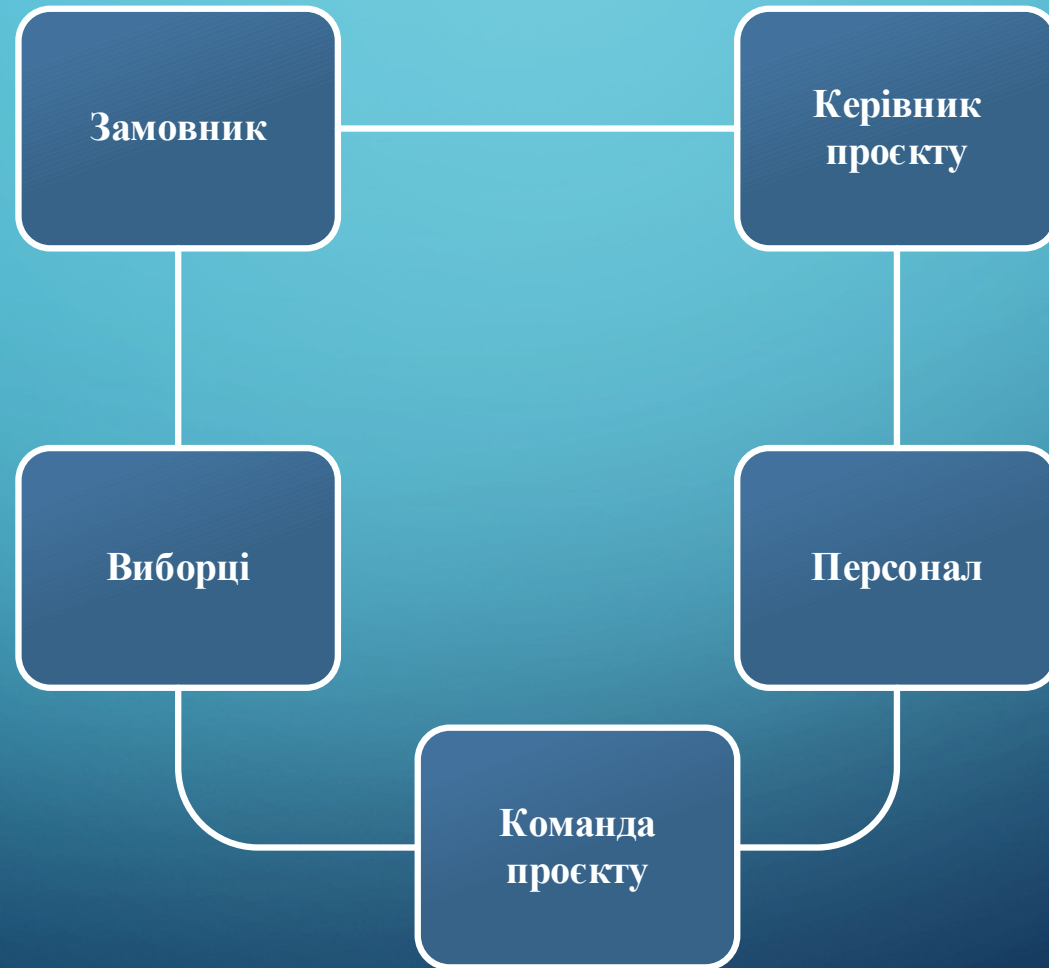 Замовник
Керівник
проєкту
Виборці
Персонал
Команда
проєкту